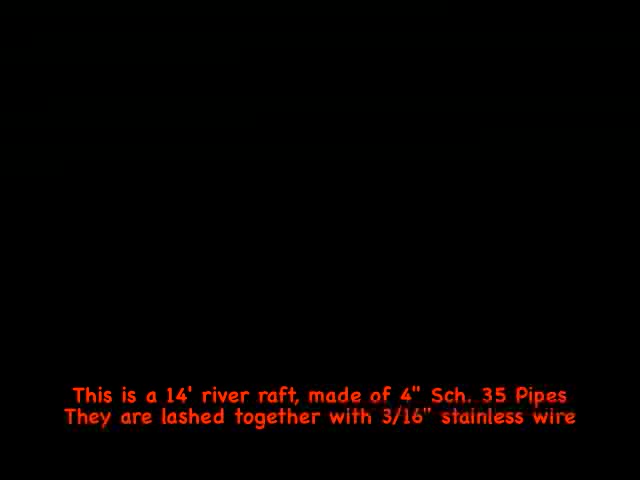 This is a 14' river raft, made of 4" Sch. 35 Pipes
They are lashed together with 3/16" stainless wire